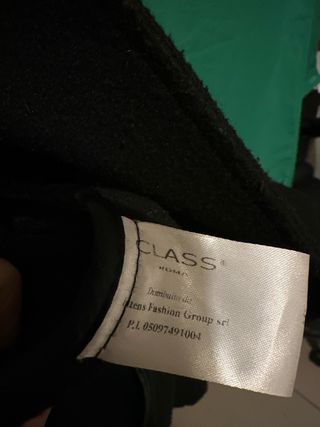 CLASS®
ROMA
Distribuito da:
Fashion Group srl
P.I. 05097491004